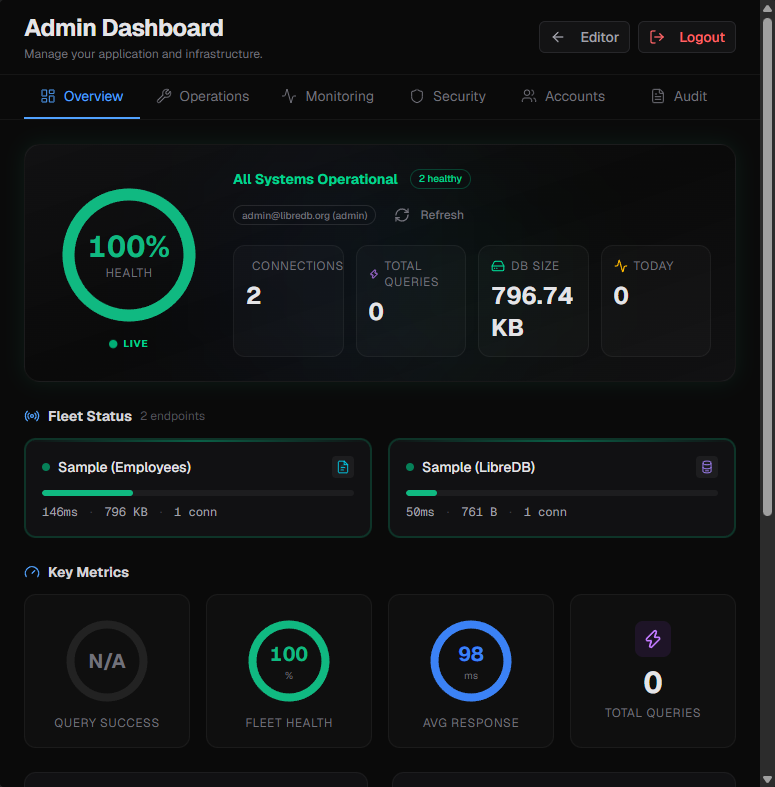 Admin Dashboard
Manage your application and infrastructure.
Editor
Logout
Overview
Operations
Monitoring
Security
Accounts
Audit
100%
HEALTH
LIVE
All Systems Operational
2 healthy
admin@libredb.org (admin)
Refresh
CONNECTIONS
2
TOTAL
QUERIES
0
DB SIZE
796.74
KB
TODAY
0
Fleet Status 2 endpoints
Sample (Employees)
146ms · 796 KB · 1 conn
Sample (LibreDB)
50ms · 761 B · 1 conn
Key Metrics
N/A
QUERY SUCCESS
100
%
FLEET HEALTH
98
ms
AVG RESPONSE
0
TOTAL QUERIES